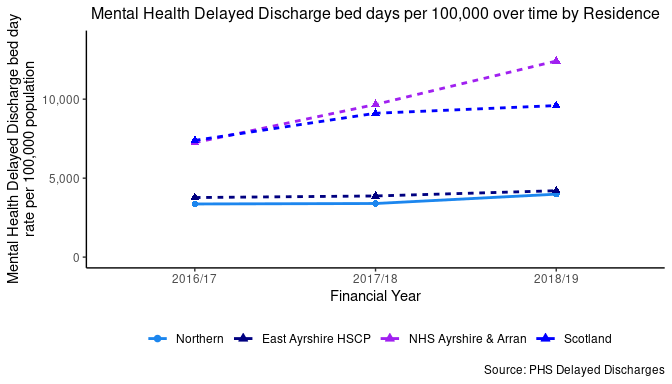 Mental Health Delayed Discharge bed days per 100,000 over time by Residence
Mental Health Delayed Discharge bed day
rate per 100,000 population
10,000
5,000
0
2016/17
2017/18
2018/19
Financial Year
Northern
East Ayrshire HSCP
NHS Ayrshire & Arran
Scotland
Source: PHS Delayed Discharges